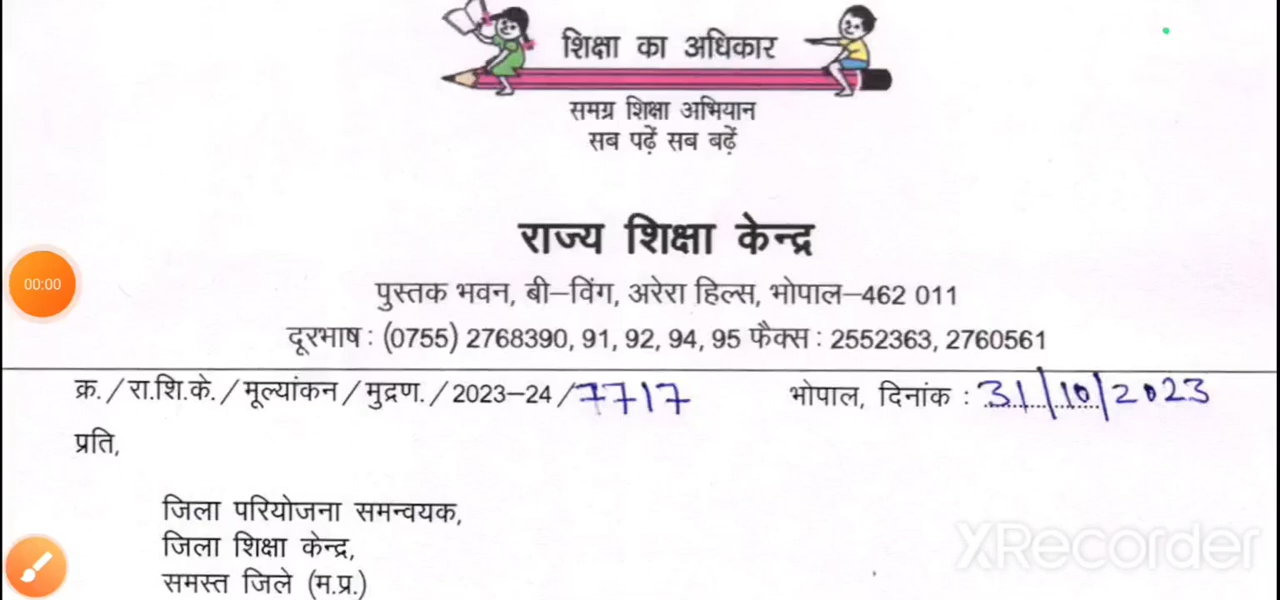 शिक्षा का अधिकार
समग्र शिक्षा अभियान
सब पढ़ें सब बढ़ें
राज्य शिक्षा केन्द्र
पुस्तक भवन, बी–विंग, अरेरा हिल्स, भोपाल–462 011
दूरभाष : (0755) 2768390, 91, 92, 94, 95 फैक्स : 2552363, 2760561
00:00
क्र. / रा.शि.के. / मूल्यांकन / मुद्रण. / 2023–24 / 7717 भोपाल, दिनांक : 31/10/2023
प्रति,
जिला परियोजना समन्वयक,
जिला शिक्षा केन्द्र,
समस्त जिले (म.प्र.)
XRecorder